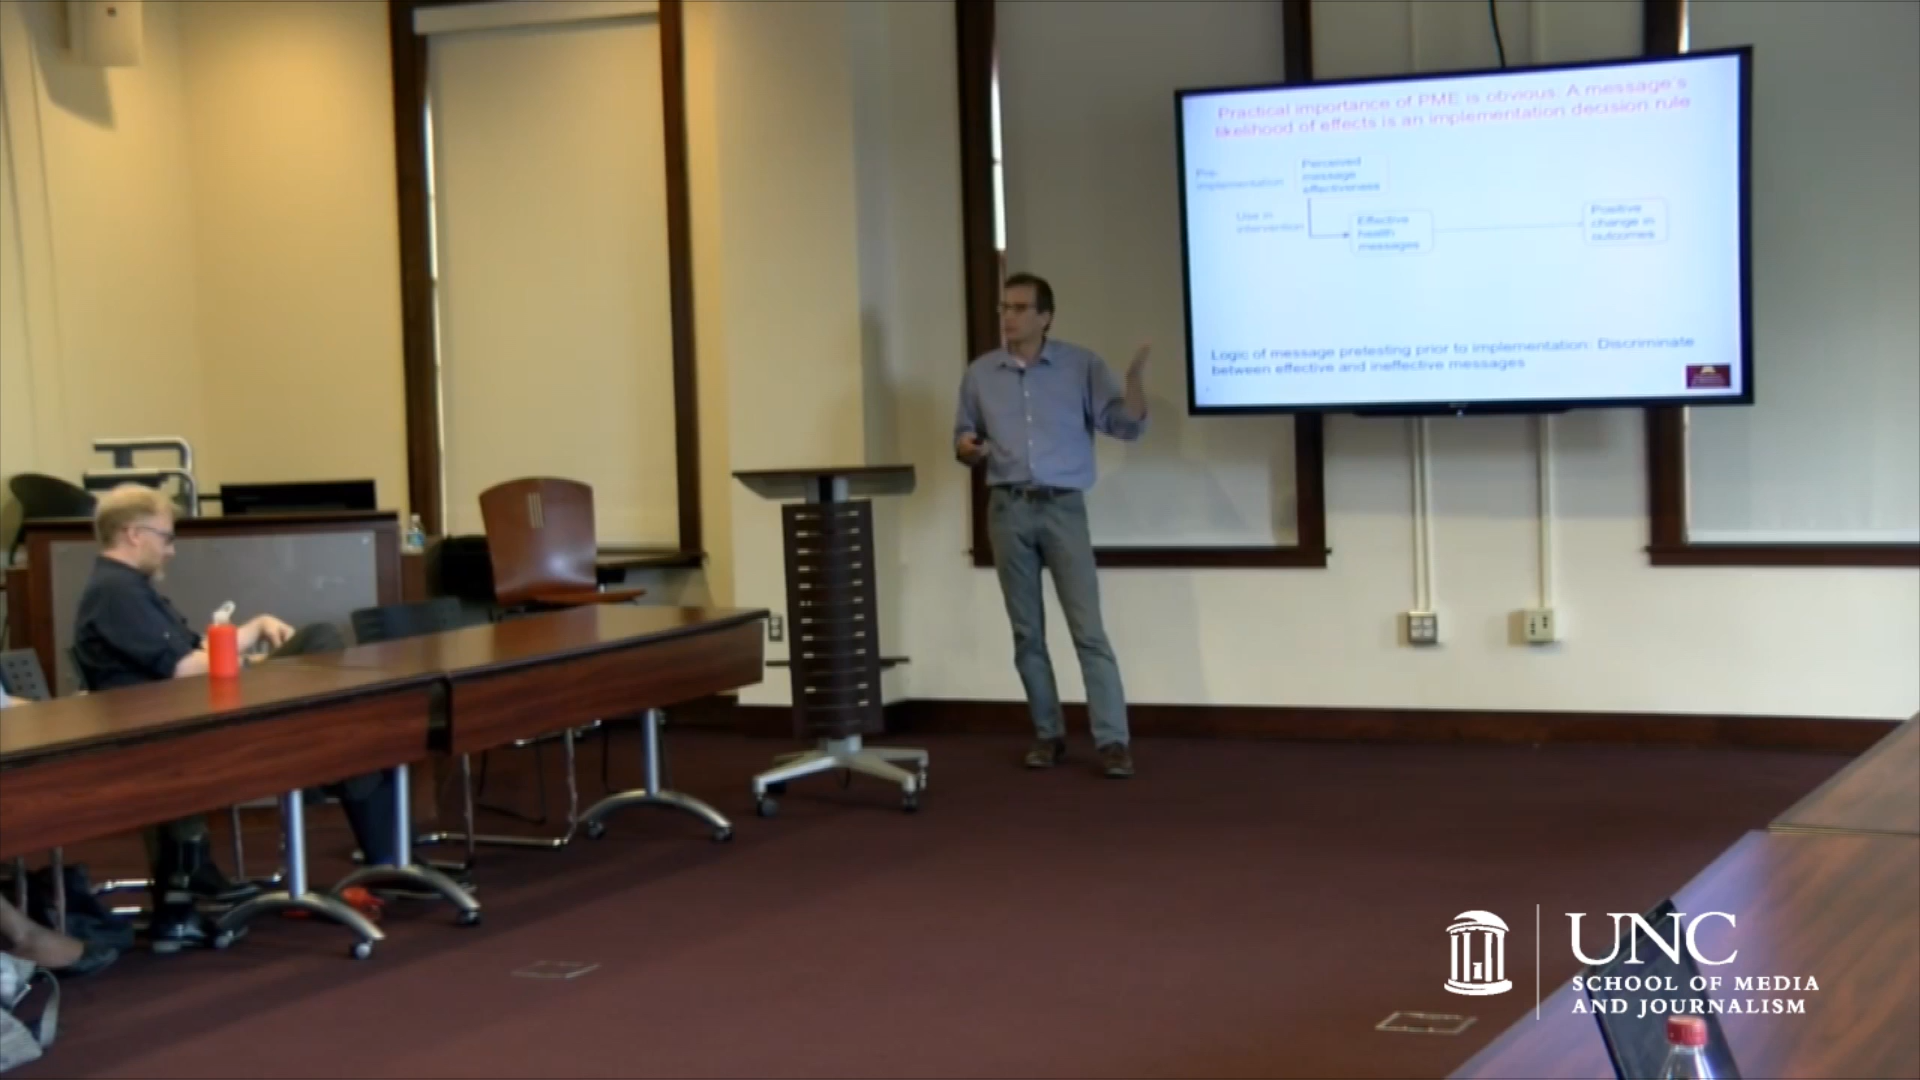 Practical importance of PME is obvious: A message's
likelihood of effects is an implementation decision rule
Pre-
implementation
Perceived
message
effectiveness
Use in
intervention
Effective
health
messages
Positive
change in
outcomes
Logic of message pretesting prior to implementation: Discriminate
between effective and ineffective messages
UNC
SCHOOL OF MEDIA
AND JOURNALISM